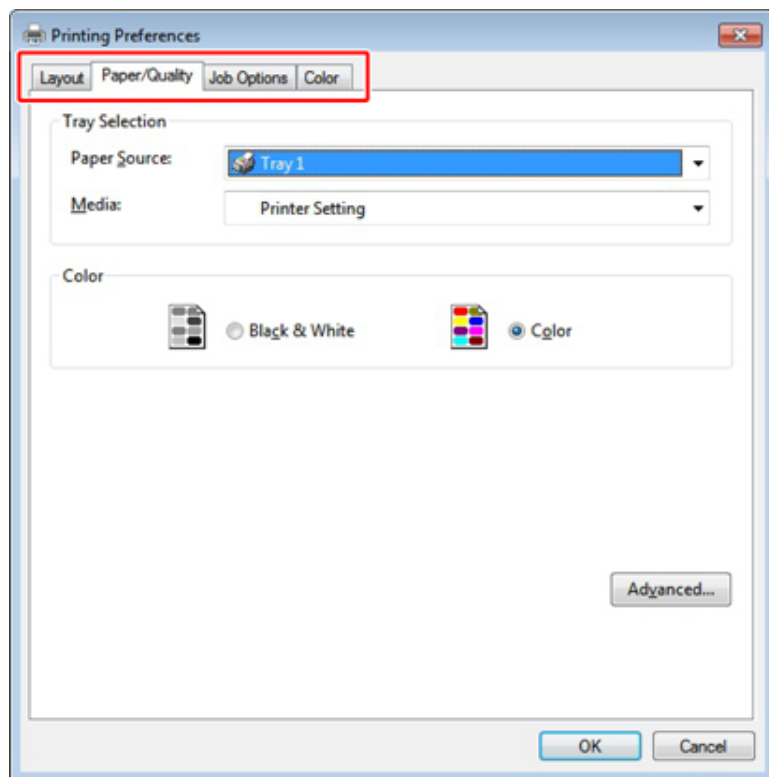 Printing Preferences
Layout Paper/Quality Job Options Color
Tray Selection
Paper Source: Tray 1
Media: Printer Setting
Color
Black & White Color
Advanced...
OK Cancel